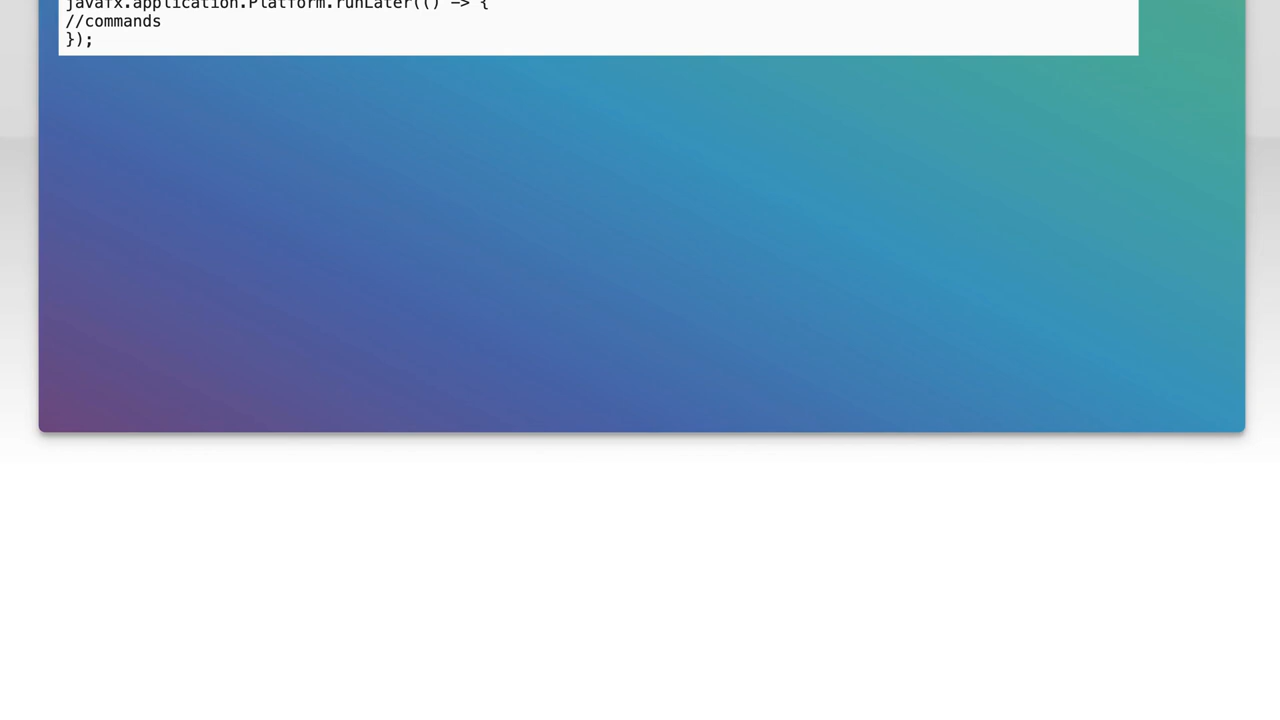 javafx.application.Platform.runLater(() -> {
//commands
});